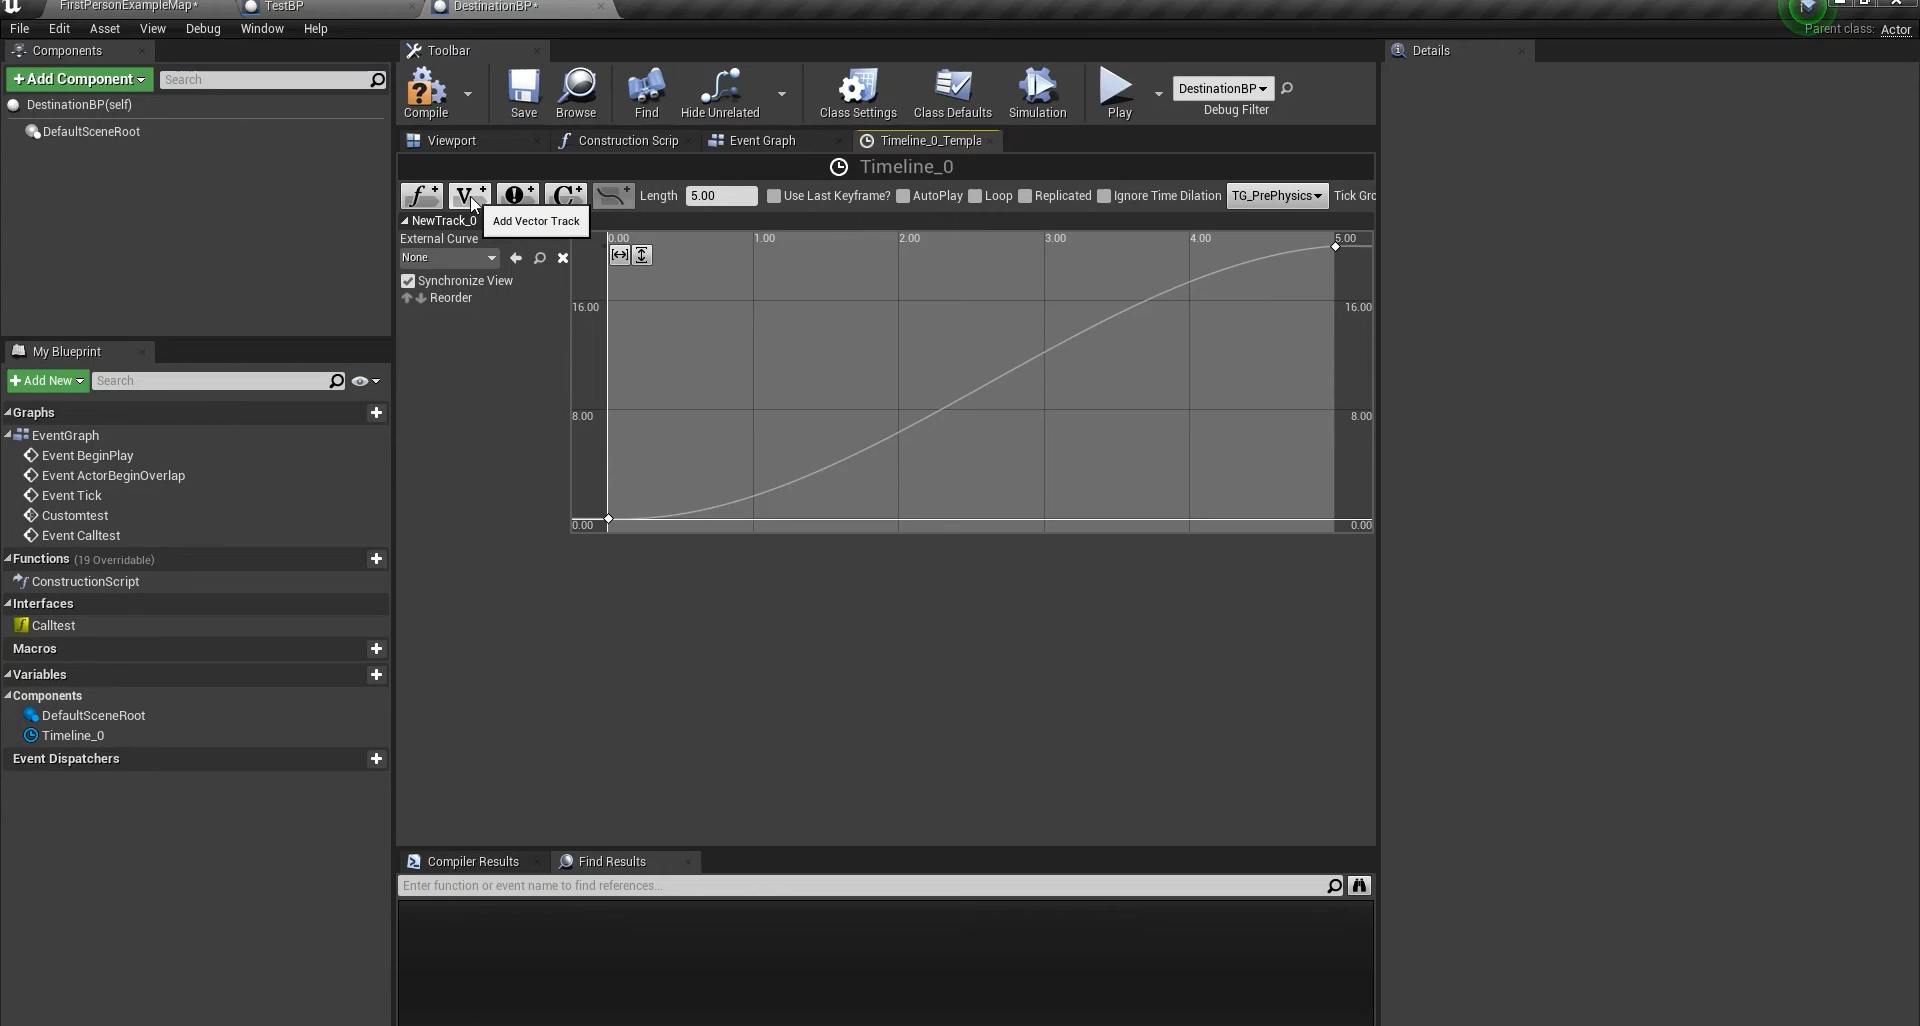 FirstPersonExampleMap*
TestBP
DestinationBP*
File
Edit
Asset
View
Debug
Window
Help
Parent class: Actor
Components
+Add Component
Search
DestinationBP(self)
DefaultSceneRoot
My Blueprint
+Add New
Search
Graphs
EventGraph
Event BeginPlay
Event ActorBeginOverlap
Event Tick
Customtest
Event Calltest
Functions (19 Overridable)
ConstructionScript
Interfaces
Calltest
Macros
Variables
Components
DefaultSceneRoot
Timeline_0
Event Dispatchers
Toolbar
Compile
Save
Browse
Find
Hide Unrelated
Class Settings
Class Defaults
Simulation
Play
DestinationBP
Debug Filter
Viewport
Construction Scrip
Event Graph
Timeline_0_Templa
Timeline_0
f+
V+
C+
Length
5.00
Use Last Keyframe?
AutoPlay
Loop
Replicated
Ignore Time Dilation
TG_PrePhysics
Tick Gro
NewTrack_0
Add Vector Track
External Curve
None
Synchronize View
Reorder
0.00
1.00
2.00
3.00
4.00
5.00
16.00
16.00
8.00
8.00
0.00
0.00
Compiler Results
Find Results
Enter function or event name to find references...
Details